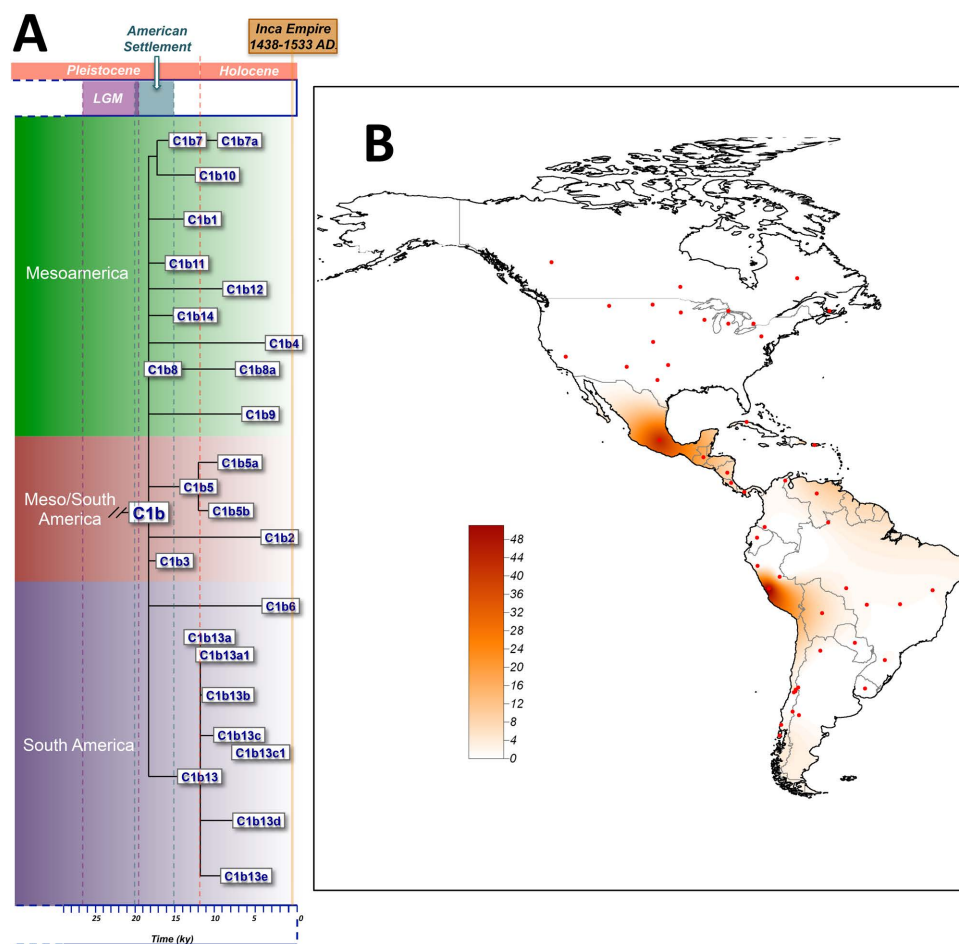 A
American
Settlement
Inca Empire
1438-1533 AD.
Pleistocene
Holocene
LGM
Mesoamerica
C1b7
C1b7a
C1b10
C1b1
C1b11
C1b12
C1b14
C1b4
C1b8
C1b8a
C1b9
Meso/South
America
C1b5a
C1b5
C1b5b
C1b
C1b2
C1b3
South America
C1b6
C1b13a
C1b13a1
C1b13b
C1b13c
C1b13c1
C1b13
C1b13d
C1b13e
25
20
15
10
5
0
Time (ky)
B
48
44
40
36
32
28
24
20
16
12
8
4
0